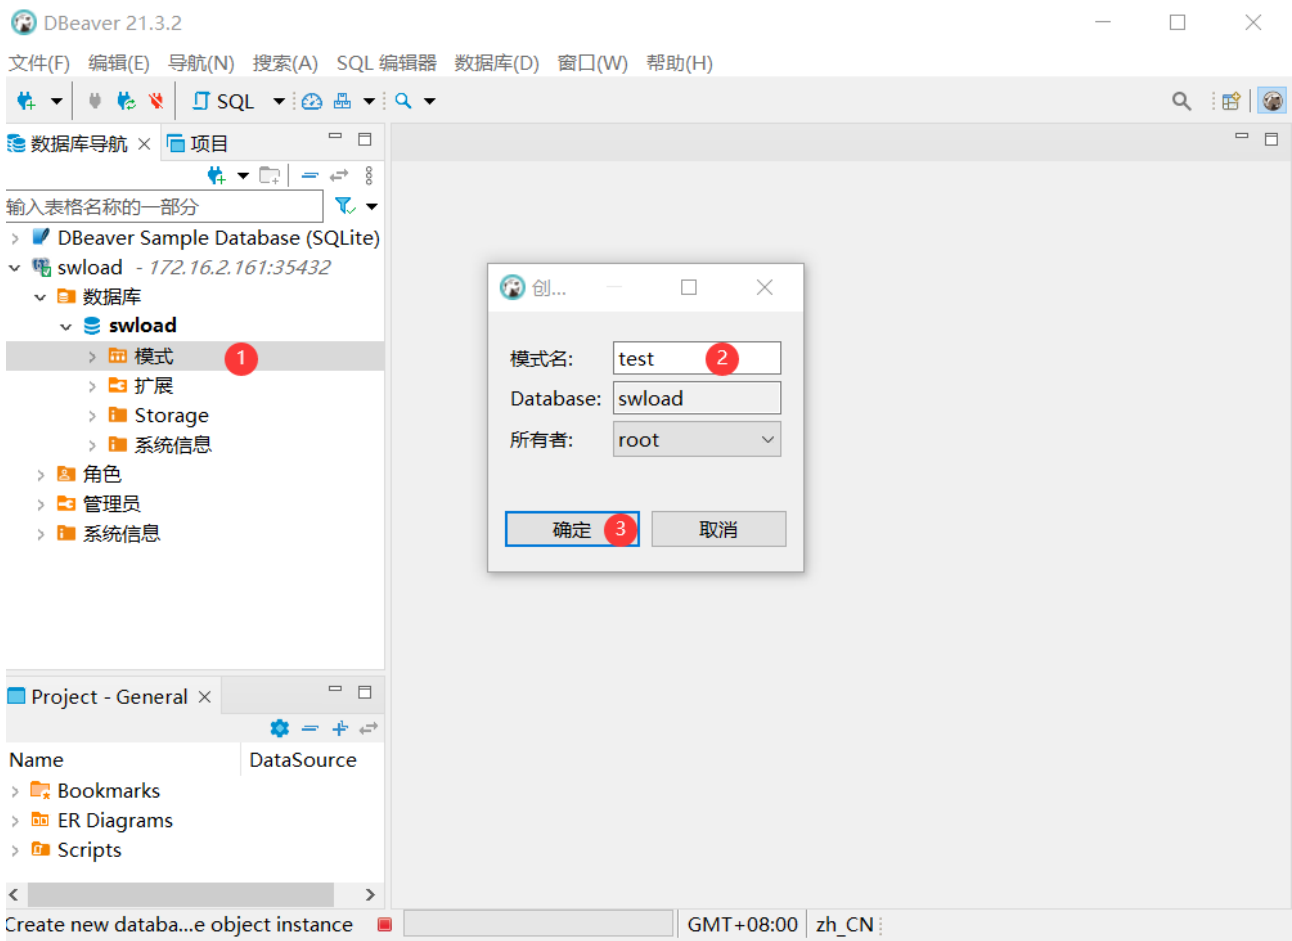 DBeaver 21.3.2
文件(F) 编辑(E) 导航(N) 搜索(A) SQL 编辑器 数据库(D) 窗口(W) 帮助(H)
SQL
数据库导航 项目
输入表格名称的一部分
DBeaver Sample Database (SQLite)
swload - 172.16.2.161:35432
数据库
swload
模式 1
扩展
Storage
系统信息
角色
管理员
系统信息
创...
模式名: test 2
Database: swload
所有者: root
确定 3 取消
Project - General
Name DataSource
Bookmarks
ER Diagrams
Scripts
Create new databa...e object instance GMT+08:00 zh_CN